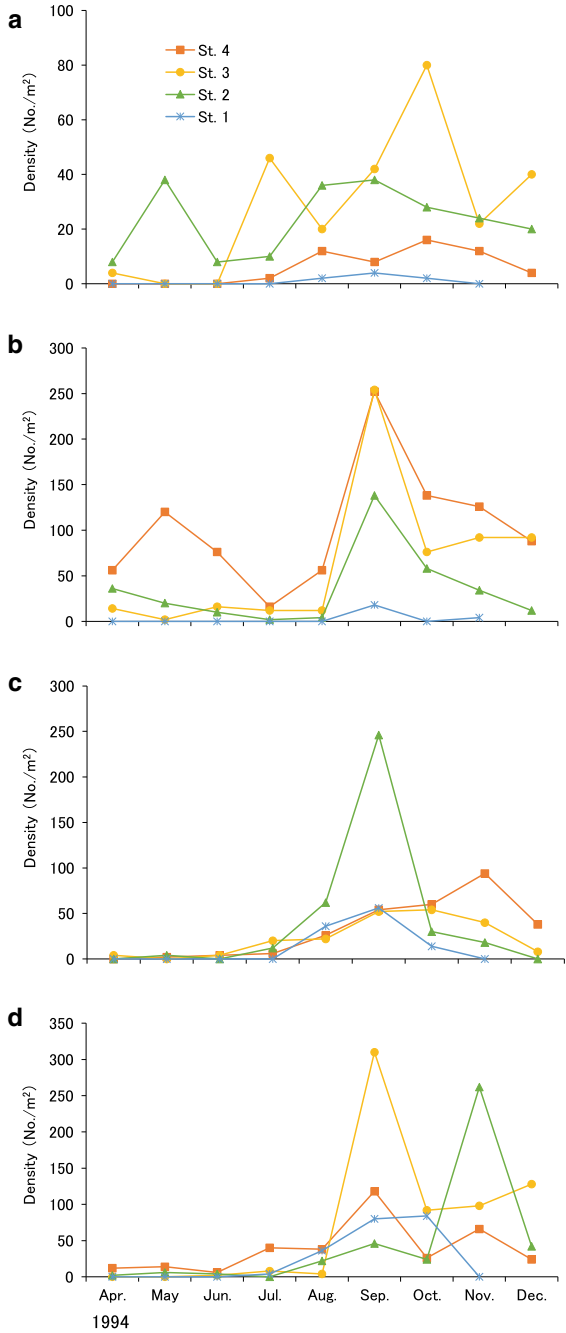 a
100
80
60
40
20
0
Density (No./m²)
St. 4
St. 3
St. 2
St. 1
b
300
250
200
150
100
50
0
Density (No./m²)
c
300
250
200
150
100
50
0
Density (No./m²)
d
350
300
250
200
150
100
50
0
Density (No./m²)
Apr. May Jun. Jul. Aug. Sep. Oct. Nov. Dec.
1994